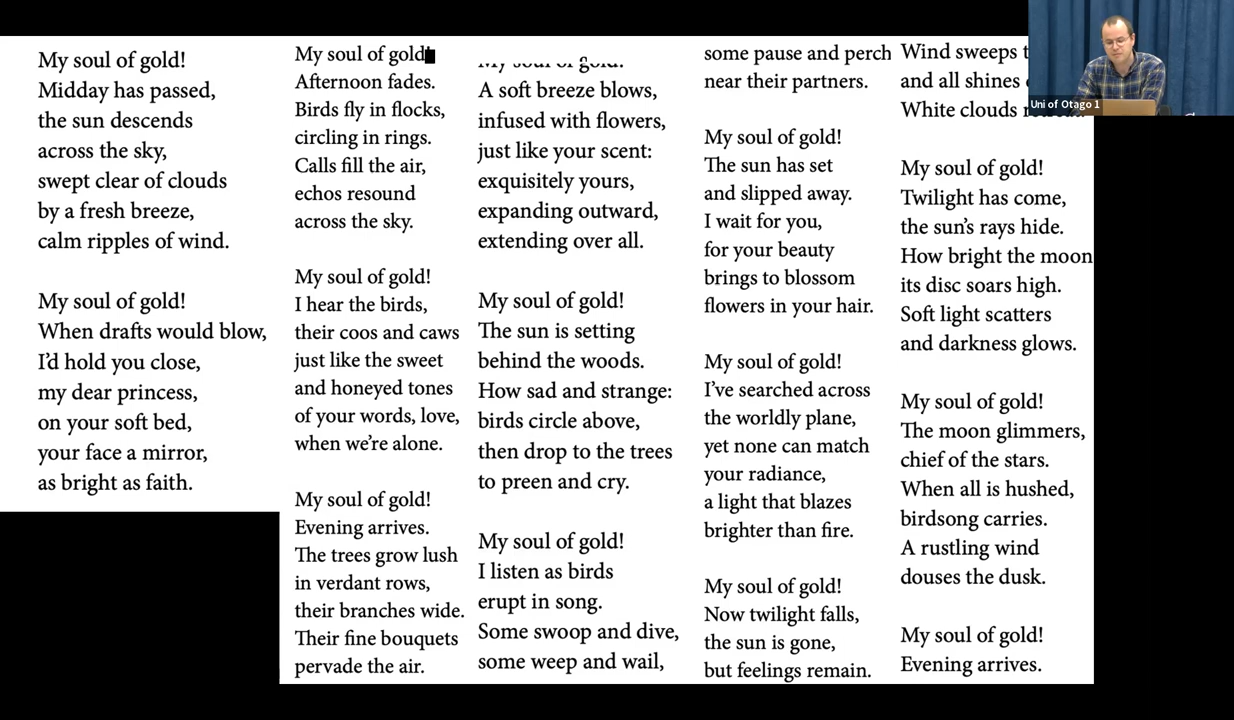 My soul of gold!
Midday has passed,
the sun descends
across the sky,
swept clear of clouds
by a fresh breeze,
calm ripples of wind.
My soul of gold!
When drafts would blow,
I'd hold you close,
my dear princess,
on your soft bed,
your face a mirror,
as bright as faith.
My soul of gold!
Afternoon fades.
Birds fly in flocks,
circling in rings.
Calls fill the air,
echos resound
across the sky.
My soul of gold!
I hear the birds,
their coos and caws
just like the sweet
and honeyed tones
of your words, love,
when we're alone.
My soul of gold!
Evening arrives.
The trees grow lush
in verdant rows,
their branches wide.
Their fine bouquets
pervade the air.
My soul of gold!
A soft breeze blows,
infused with flowers,
just like your scent:
exquisitely yours,
expanding outward,
extending over all.
My soul of gold!
The sun is setting
behind the woods.
How sad and strange:
birds circle above,
then drop to the trees
to preen and cry.
My soul of gold!
I listen as birds
erupt in song.
Some swoop and dive,
some weep and wail,
some pause and perch
near their partners.
My soul of gold!
The sun has set
and slipped away.
I wait for you,
for your beauty
brings to blossom
flowers in your hair.
My soul of gold!
I've searched across
the worldly plane,
yet none can match
your radiance,
a light that blazes
brighter than fire.
My soul of gold!
Now twilight falls,
the sun is gone,
but feelings remain.
Wind sweeps
and all shines
White clouds
My soul of gold!
Twilight has come,
the sun's rays hide.
How bright the moon
its disc soars high.
Soft light scatters
and darkness glows.
My soul of gold!
The moon glimmers,
chief of the stars.
When all is hushed,
birdsong carries.
A rustling wind
douses the dusk.
My soul of gold!
Evening arrives.
Uni of Otago 1